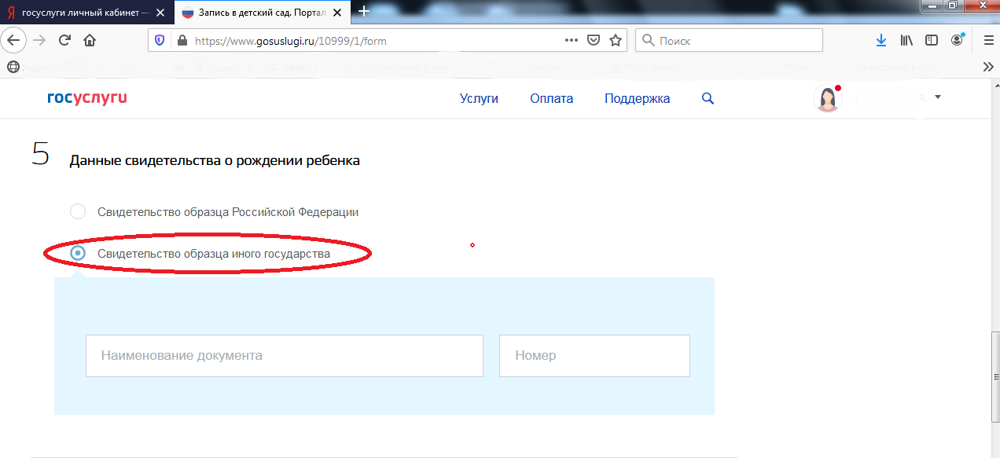 Я госуслуги личный кабинет —
Запись в детский сад. Портал
https://www.gosuslugi.ru/10999/1/form
Поиск
госуслуги
Услуги
Оплата
Поддержка
5
Данные свидетельства о рождении ребенка
Свидетельство образца Российской Федерации
Свидетельство образца иного государства
Наименование документа
Номер